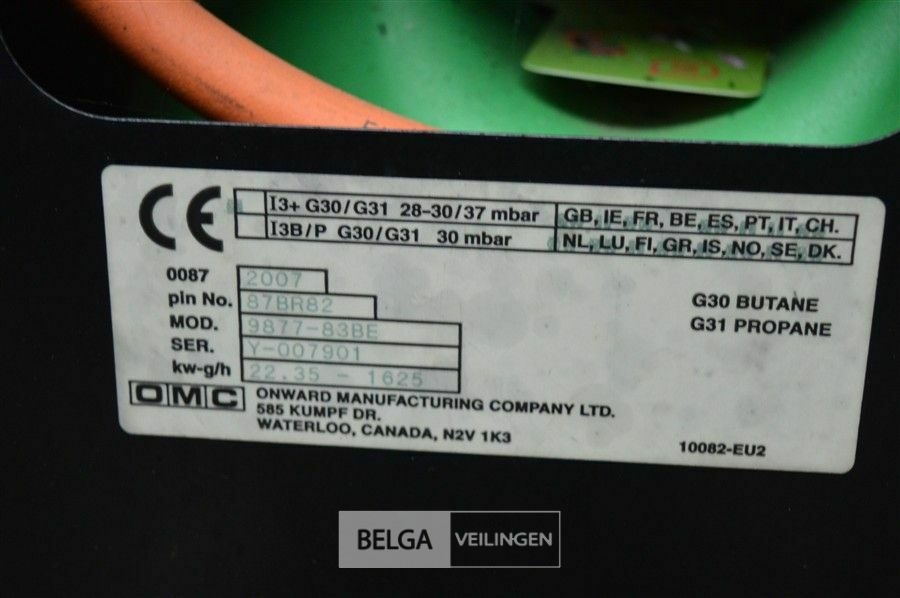 CE
I3+ G30/G31 28-30/37 mbar GB, IE, FR, BE, ES, PT, IT, CH.
I3B/P G30/G31 30 mbar NL, LU, FI, GR, IS, NO, SE, DK.
0087 2007
pin No. 87BR82
MOD. 9877-83BE
SER. Y-007901
kw-g/h 22.35 - 1625
G30 BUTANE
G31 PROPANE
OMC ONWARD MANUFACTURING COMPANY LTD.
585 KUMPF DR.
WATERLOO, CANADA, N2V 1K3
10082-EU2
BELGA VEILINGEN